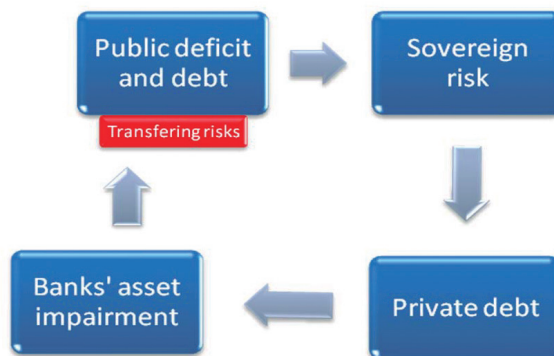 Public deficit
and debt
Transfering risks
Sovereign
risk
Banks' asset
impairment
Private debt